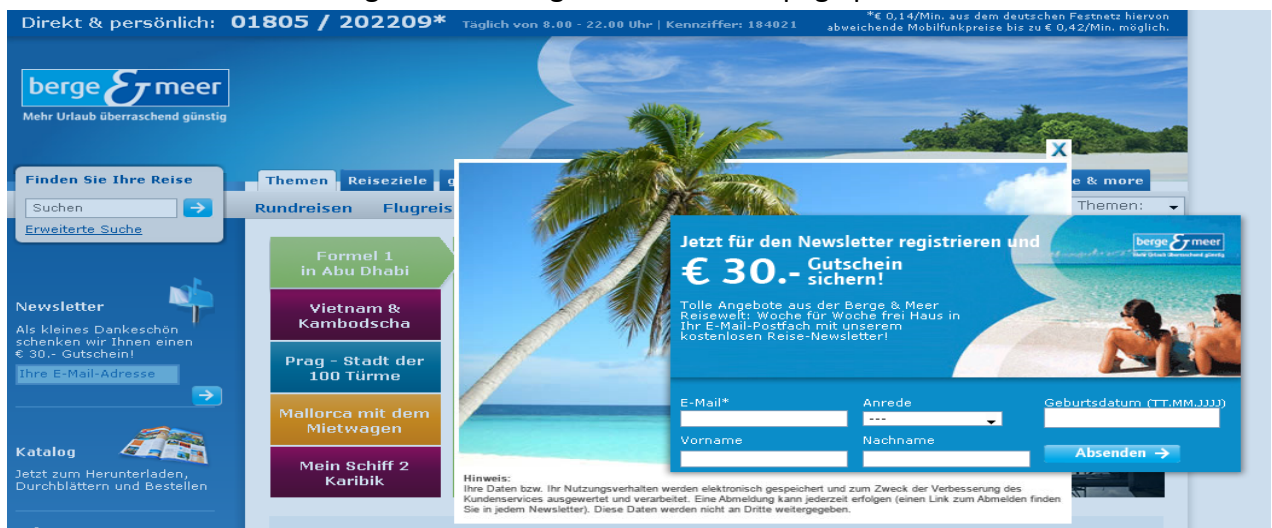 Direkt & persönlich: 01805 / 202209* Täglich von 8.00 - 22.00 Uhr | Kennziffer: 184021
*€ 0,14/Min. aus dem deutschen Festnetz hiervon
abweichende Mobilfunkpreise bis zu € 0,42/Min. möglich.
berge & meer
Mehr Urlaub überraschend günstig
Finden Sie Ihre Reise
Suchen
Erweiterte Suche
Themen Reiseziele
e & more
Rundreisen Flugreis
Themen:
Newsletter
Als kleines Dankeschön
schenken wir Ihnen einen
€ 30.- Gutschein!
Ihre E-Mail-Adresse
Katalog
Jetzt zum Herunterladen,
Durchblättern und Bestellen
Formel 1
in Abu Dhabi
Vietnam &
Kambodscha
Prag - Stadt der
100 Türme
Mallorca mit dem
Mietwagen
Mein Schiff 2
Karibik
X
Jetzt für den Newsletter registrieren und
€ 30.- Gutschein
sichern!
berge & meer
Tolle Angebote aus der Berge & Meer
Reisewelt: Woche für Woche frei Haus in
Ihr E-Mail-Postfach mit unserem
kostenlosen Reise-Newsletter!
E-Mail* Anrede Geburtsdatum (TT.MM.JJJJ)
---
Vorname Nachname
Absenden
Hinweis:
Ihre Daten bzw. Ihr Nutzungsverhalten werden elektronisch gespeichert und zum Zweck der Verbesserung des
Kundenservices ausgewertet und verarbeitet. Eine Abmeldung kann jederzeit erfolgen (einen Link zum Abmelden finden
Sie in jedem Newsletter). Diese Daten werden nicht an Dritte weitergegeben.